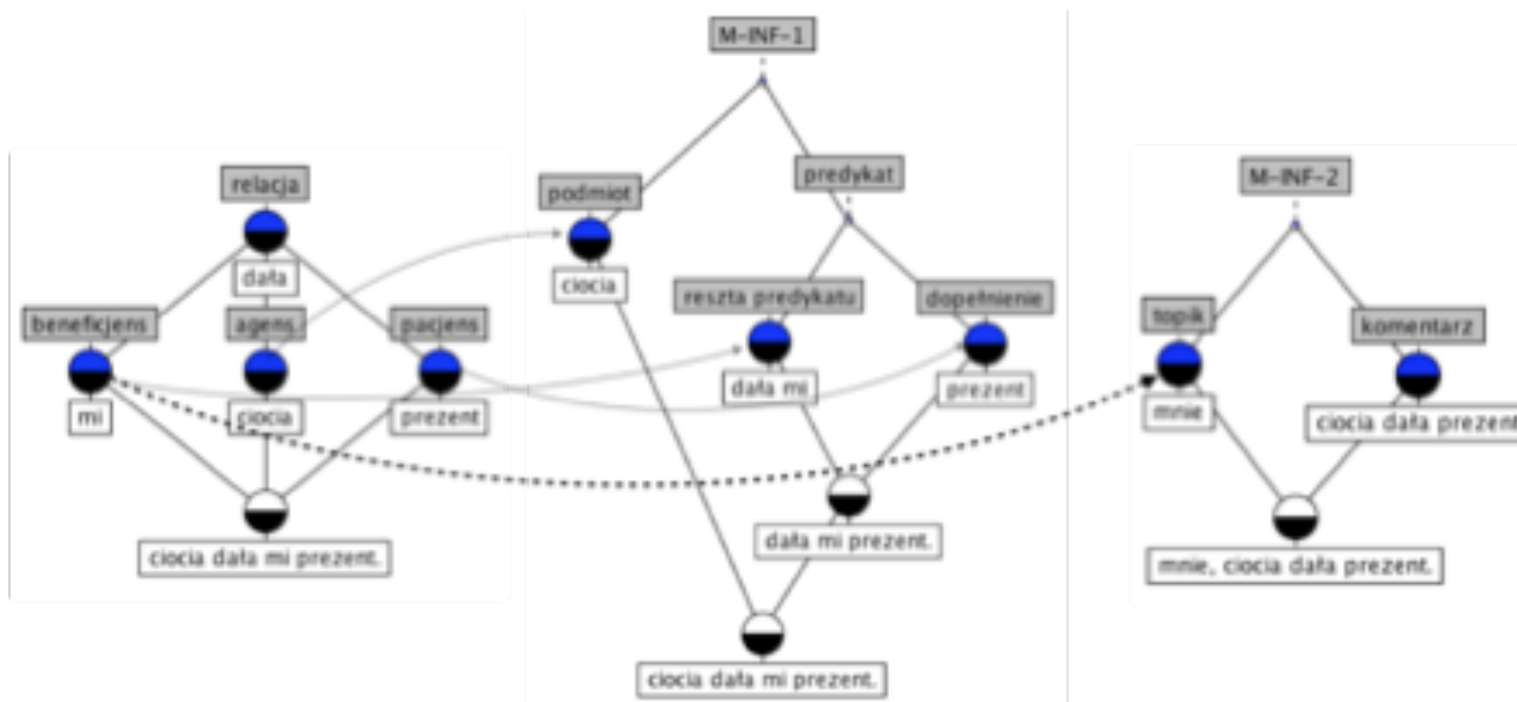 relacja
dała
beneficjens
agens
pacjens
mi
ciocia
prezent
ciocia dała mi prezent.
M-INF-1
podmiot
predykat
ciocia
reszta predykatu
dopełnienie
dała mi
prezent
dała mi prezent.
ciocia dała mi prezent.
M-INF-2
topik
komentarz
mnie
ciocia dała prezent
mnie, ciocia dała prezent.